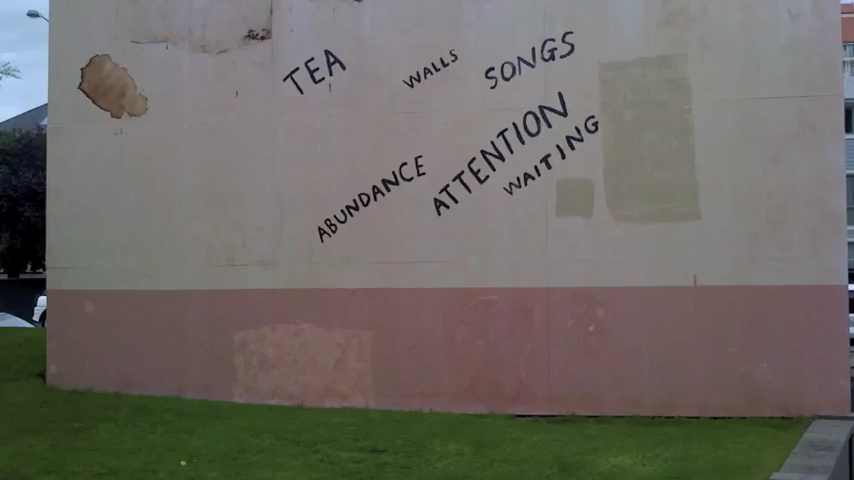 TEA
WALLS
SONGS
ABUNDANCE
ATTENTION
WAITING